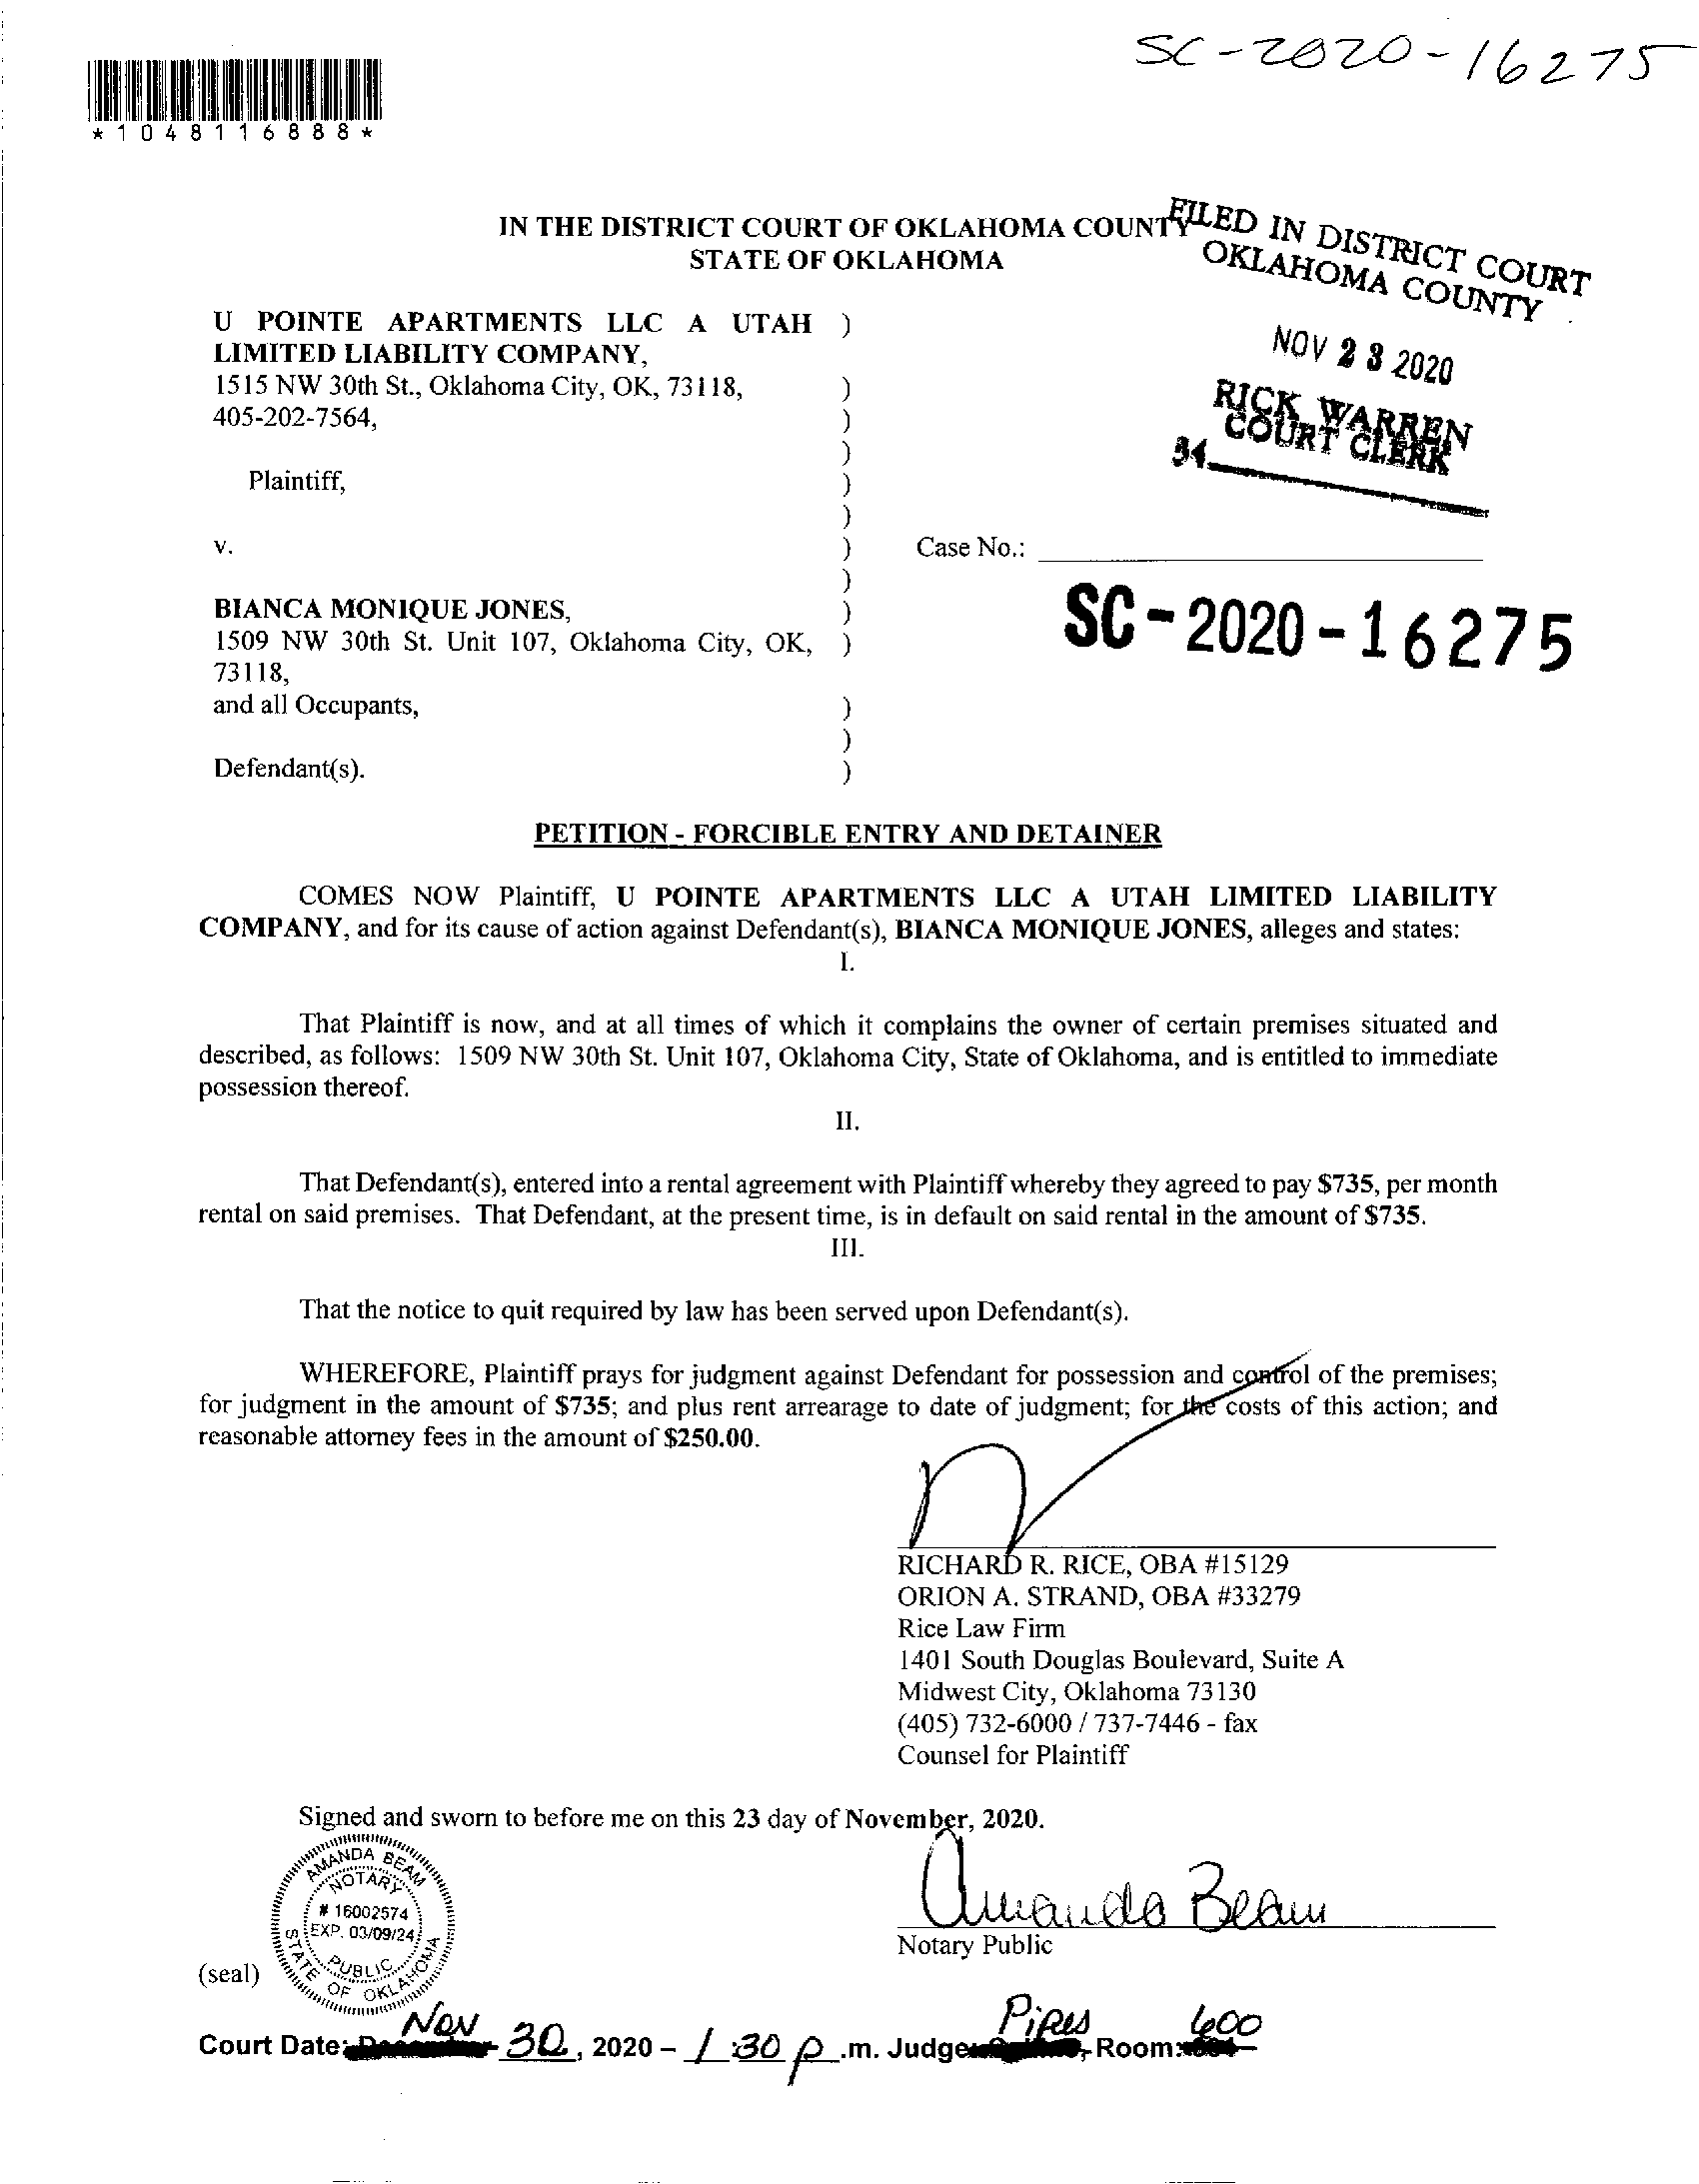 SC-2020-16275
*1048116888*
IN THE DISTRICT COURT OF OKLAHOMA COUNTY
STATE OF OKLAHOMA
FILED IN DISTRICT COURT
OKLAHOMA COUNTY
NOV 23 2020
RICK WARREN
COURT CLERK
34
U POINTE APARTMENTS LLC A UTAH )
LIMITED LIABILITY COMPANY,
1515 NW 30th St., Oklahoma City, OK, 73118, )
405-202-7564, )
)
Plaintiff, )
)
v. ) Case No.:
)
BIANCA MONIQUE JONES, )
1509 NW 30th St. Unit 107, Oklahoma City, OK, )
73118,
and all Occupants, )
)
Defendant(s). )
SC-2020-16275
PETITION - FORCIBLE ENTRY AND DETAINER
COMES NOW Plaintiff, U POINTE APARTMENTS LLC A UTAH LIMITED LIABILITY
COMPANY, and for its cause of action against Defendant(s), BIANCA MONIQUE JONES, alleges and states:
I.
That Plaintiff is now, and at all times of which it complains the owner of certain premises situated and
described, as follows: 1509 NW 30th St. Unit 107, Oklahoma City, State of Oklahoma, and is entitled to immediate
possession thereof.
II.
That Defendant(s), entered into a rental agreement with Plaintiff whereby they agreed to pay $735, per month
rental on said premises. That Defendant, at the present time, is in default on said rental in the amount of $735.
III.
That the notice to quit required by law has been served upon Defendant(s).
WHEREFORE, Plaintiff prays for judgment against Defendant for possession and control of the premises;
for judgment in the amount of $735; and plus rent arrearage to date of judgment; for the costs of this action; and
reasonable attorney fees in the amount of $250.00.
RICHARD R. RICE, OBA #15129
ORION A. STRAND, OBA #33279
Rice Law Firm
1401 South Douglas Boulevard, Suite A
Midwest City, Oklahoma 73130
(405) 732-6000 / 737-7446 - fax
Counsel for Plaintiff
Signed and sworn to before me on this 23 day of November, 2020.
AMANDA BEAM
NOTARY
# 16002574
EXP. 03/09/24
PUBLIC
STATE OF OKLAHOMA
Amanda Beam
Notary Public
(seal)
Court Date: Nov 30, 2020 – 1:30 p.m. Judge: Pipes, Room: 600